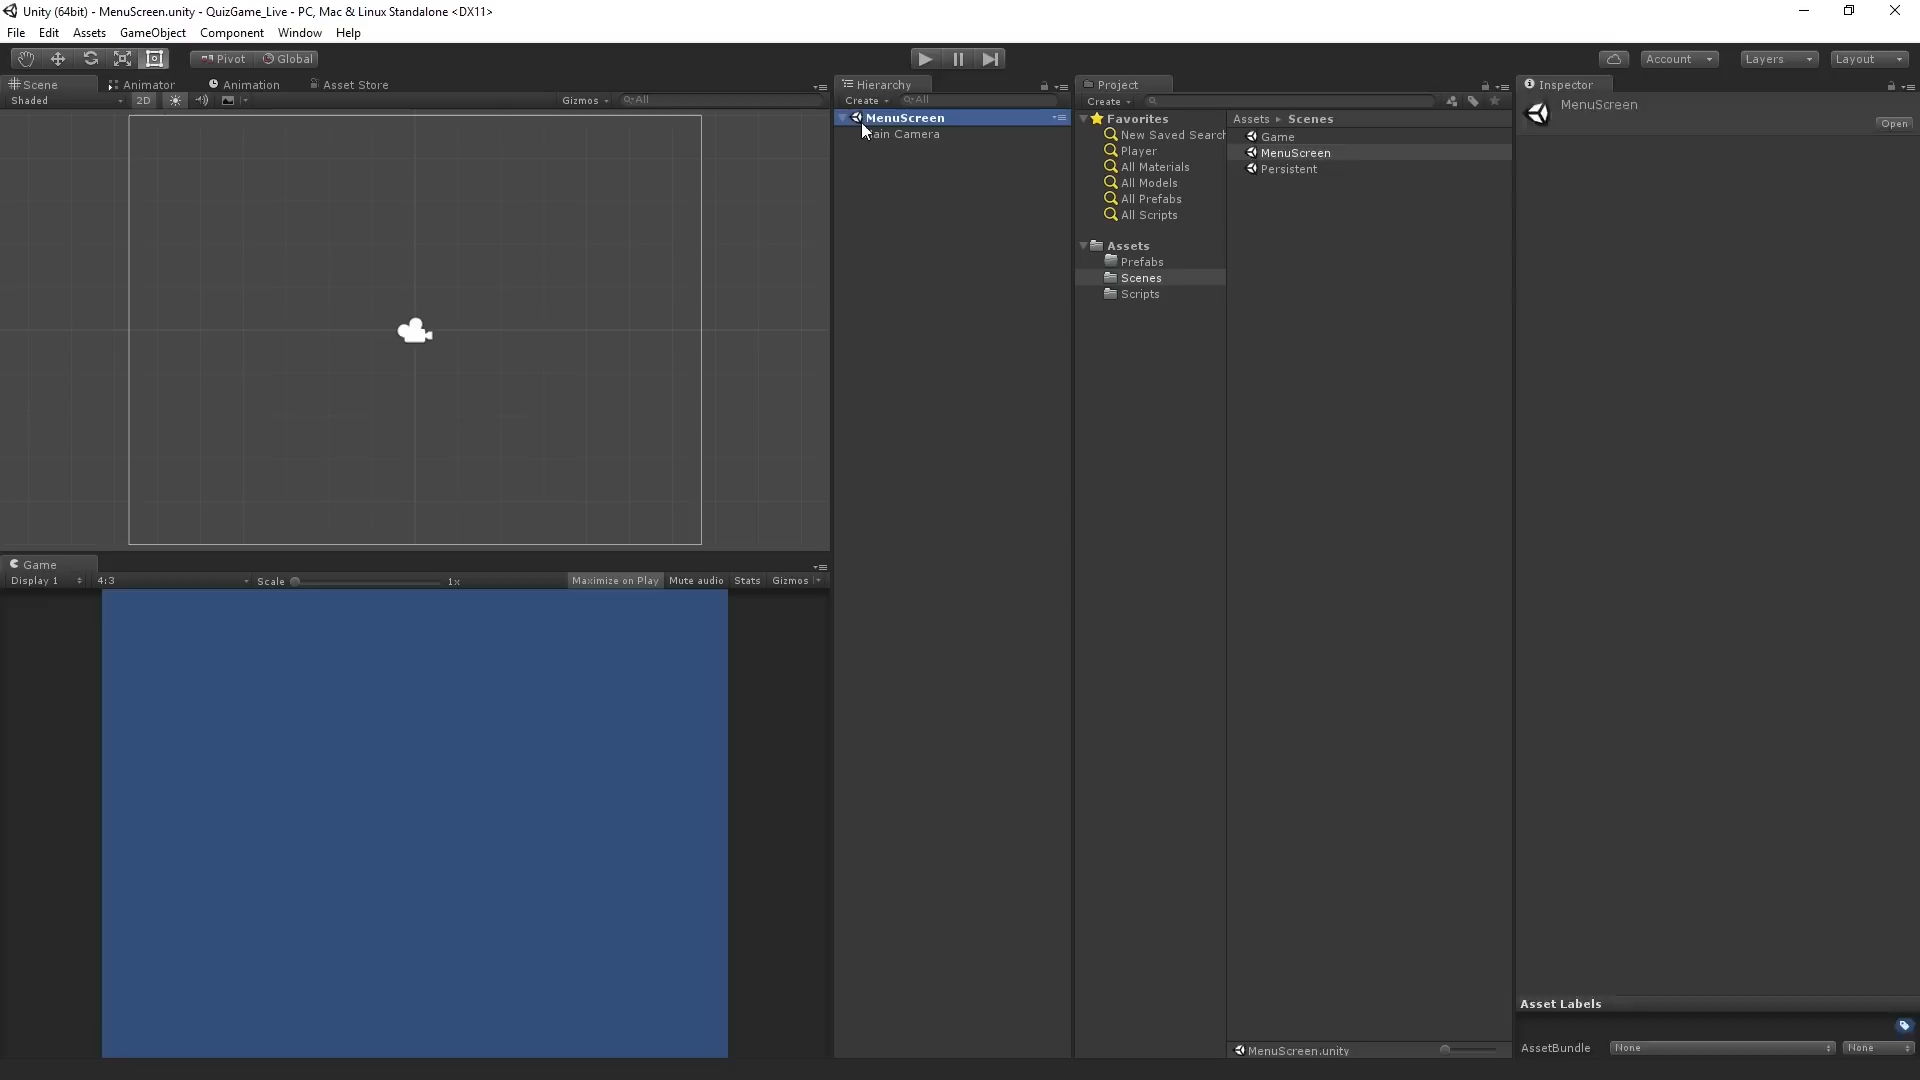 Unity (64bit) - MenuScreen.unity - QuizGame_Live - PC, Mac & Linux Standalone <DX11>
File Edit Assets GameObject Component Window Help
Pivot Global Account Layers Layout
Scene Animator Animation Asset Store
Shaded 2D Gizmos All
Hierarchy
Create All
MenuScreen
ain Camera
Project
Create
Favorites
New Saved Search
Player
All Materials
All Models
All Prefabs
All Scripts
Assets
Prefabs
Scenes
Scripts
Assets Scenes
Game
MenuScreen
Persistent
MenuScreen.unity
Inspector
MenuScreen
Open
Asset Labels
AssetBundle None None
Game
Display 1 4:3 Scale 1x Maximize on Play Mute audio Stats Gizmos